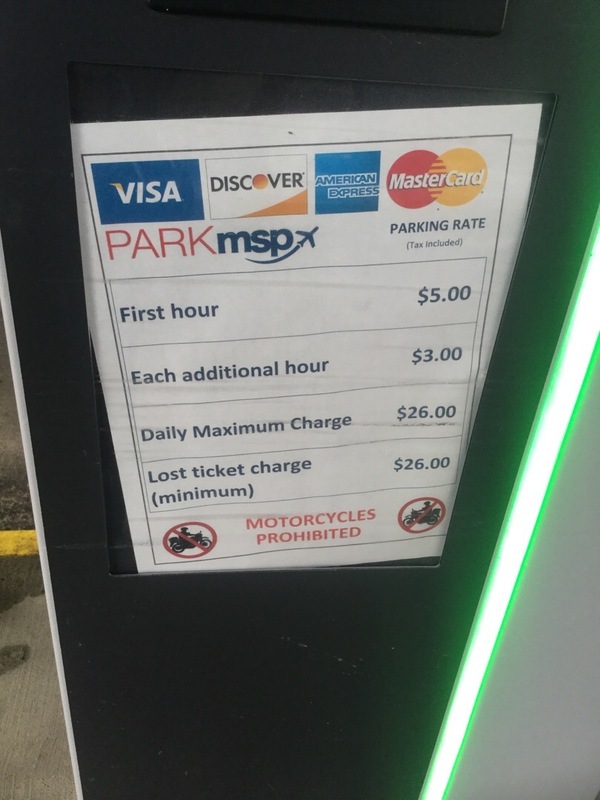 VISA DISCOVER AMERICAN EXPRESS MasterCard
PARKmsp
PARKING RATE
(Tax included)
First hour $5.00
Each additional hour $3.00
Daily Maximum Charge $26.00
Lost ticket charge $26.00
(minimum)
MOTORCYCLES
PROHIBITED